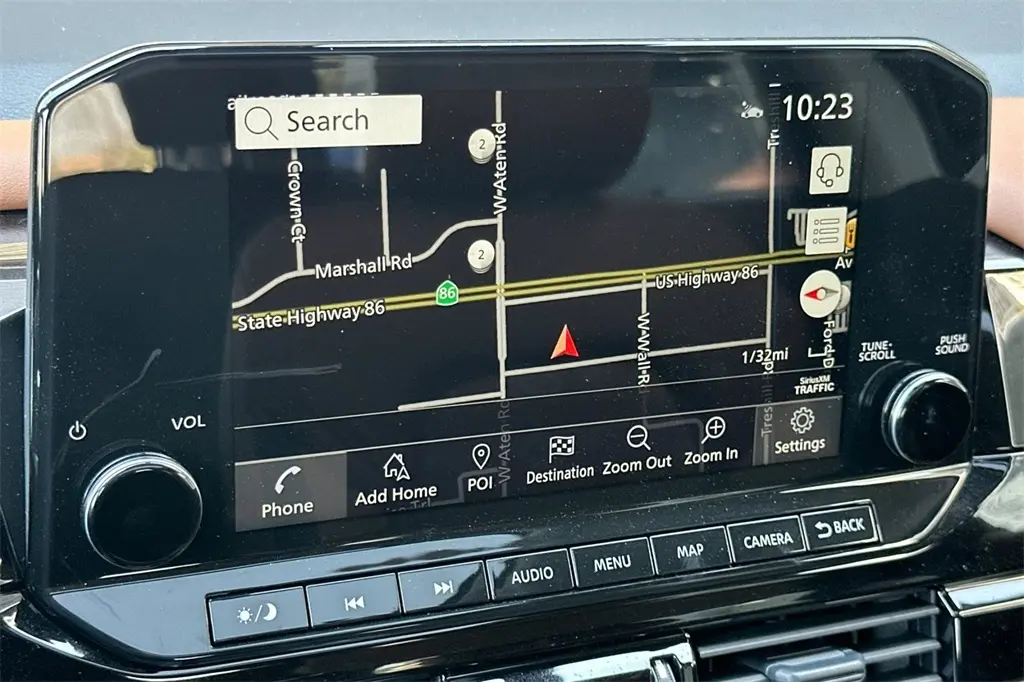 Search
10:23
2
W Aten Rd
Tresshill
Crown Ct
2
Marshall Rd
Av
US Highway 86
86
State Highway 86
W Wall R
Ford D
1/32mi
SiriusXM
TRAFFIC
TUNE-
SCROLL
PUSH
SOUND
VOL
W Aten Rd
Phone
Add Home
POI
Destination
Zoom Out
Zoom In
Settings
AUDIO
MENU
MAP
CAMERA
BACK